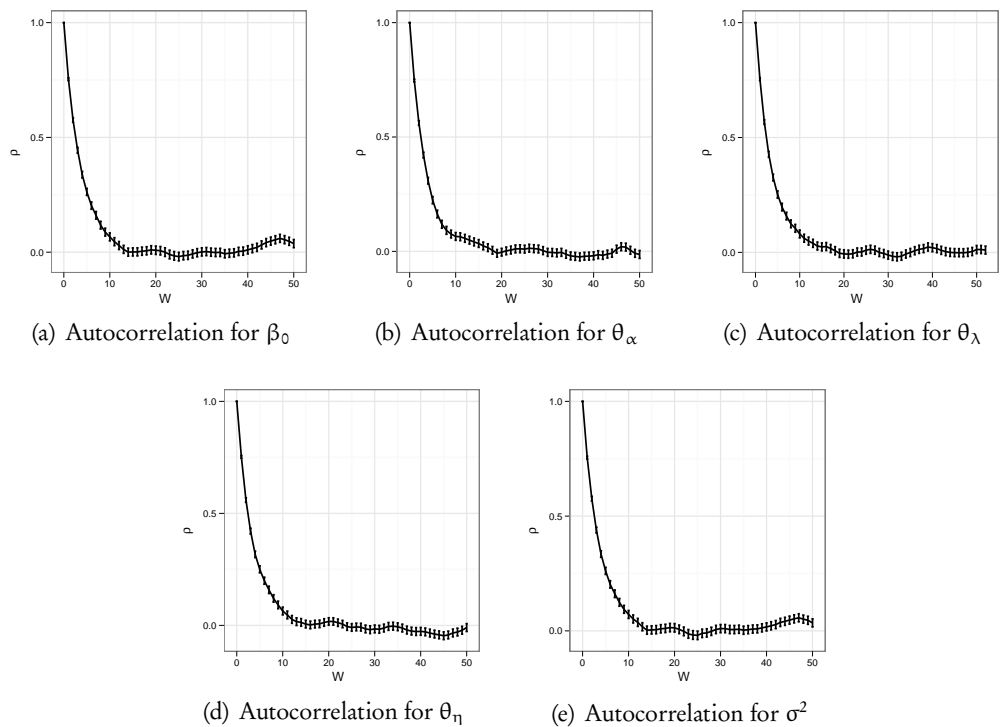 1.0
0.5
0.0
ρ
0 10 20 30 40 50
W
(a) Autocorrelation for β₀
1.0
0.5
0.0
ρ
0 10 20 30 40 50
W
(b) Autocorrelation for θα
1.0
0.5
0.0
ρ
0 10 20 30 40 50
W
(c) Autocorrelation for θλ
1.0
0.5
0.0
ρ
0 10 20 30 40 50
W
(d) Autocorrelation for θη
1.0
0.5
0.0
ρ
0 10 20 30 40 50
W
(e) Autocorrelation for σ²